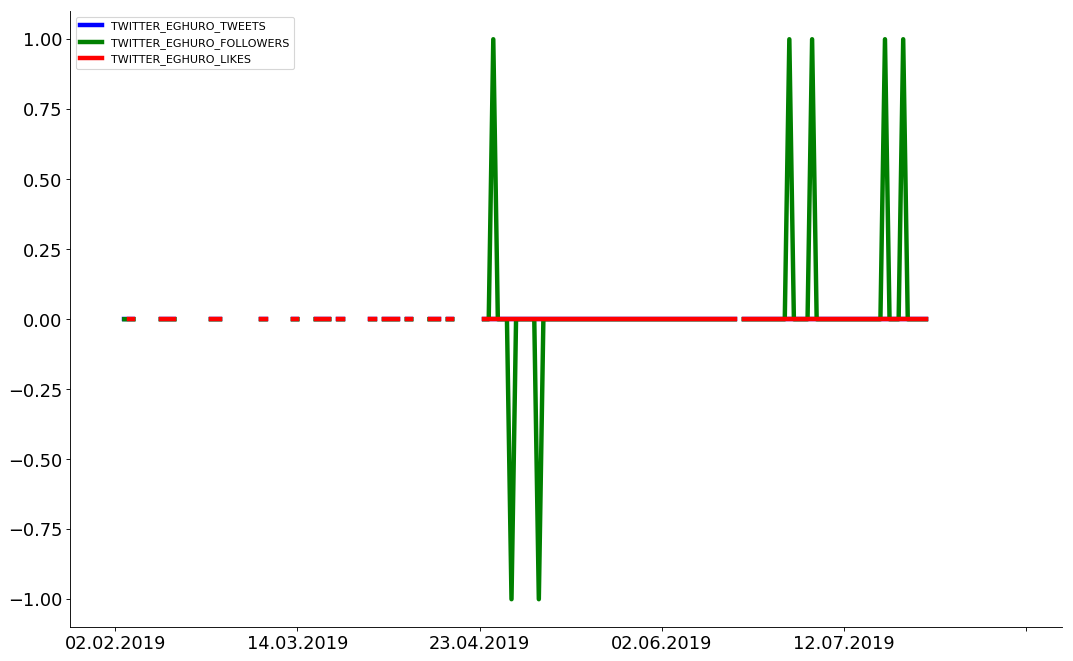 TWITTER_EGHURO_TWEETS
TWITTER_EGHURO_FOLLOWERS
TWITTER_EGHURO_LIKES
1.00
0.75
0.50
0.25
0.00
−0.25
−0.50
−0.75
−1.00
02.02.2019 14.03.2019 23.04.2019 02.06.2019 12.07.2019